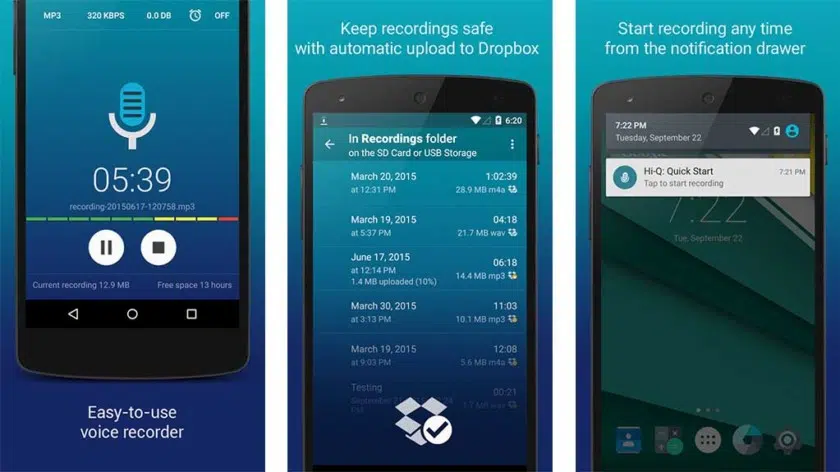 MP3 320 KBPS 0.0 DB OFF
05:39
recording-20150617-120758.mp3
Current recording 12.9 MB Free space 13 hours
Easy-to-use
voice recorder
Keep recordings safe
with automatic upload to Dropbox
6:20
In Recordings folder
on the SD Card or USB Storage
March 20, 2015 1:02:39
at 12:31 PM 28.9 MB m4a
March 19, 2015 04:18
at 5:37 PM 21.7 MB wav
June 17, 2015 06:18
at 12:14 PM 14.4 MB mp3
1.4 MB uploaded (10%)
March 30, 2015 11:03
at 3:13 PM 10.1 MB mp3
March 19, 2015 12:08
at 9:03 PM 5.6 MB m4a
Testing 00:21
PM
Start recording any time
from the notification drawer
7:22 PM
Tuesday, September 22
Hi-Q: Quick Start 7:21 PM
Tap to start recording
7:22
Tue, September 22